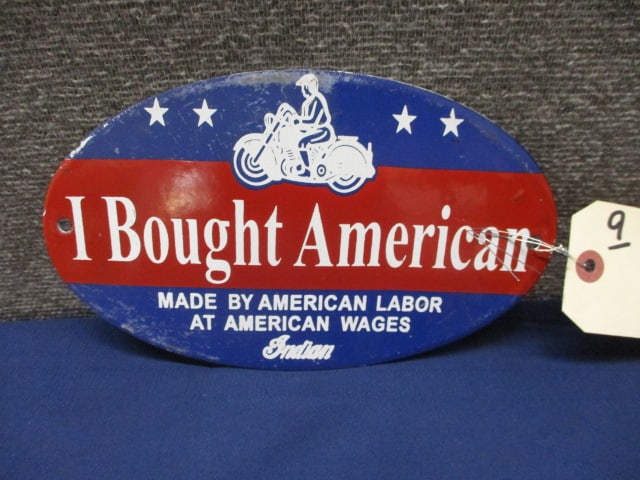 I Bought American
MADE BY AMERICAN LABOR
AT AMERICAN WAGES
Indian
9